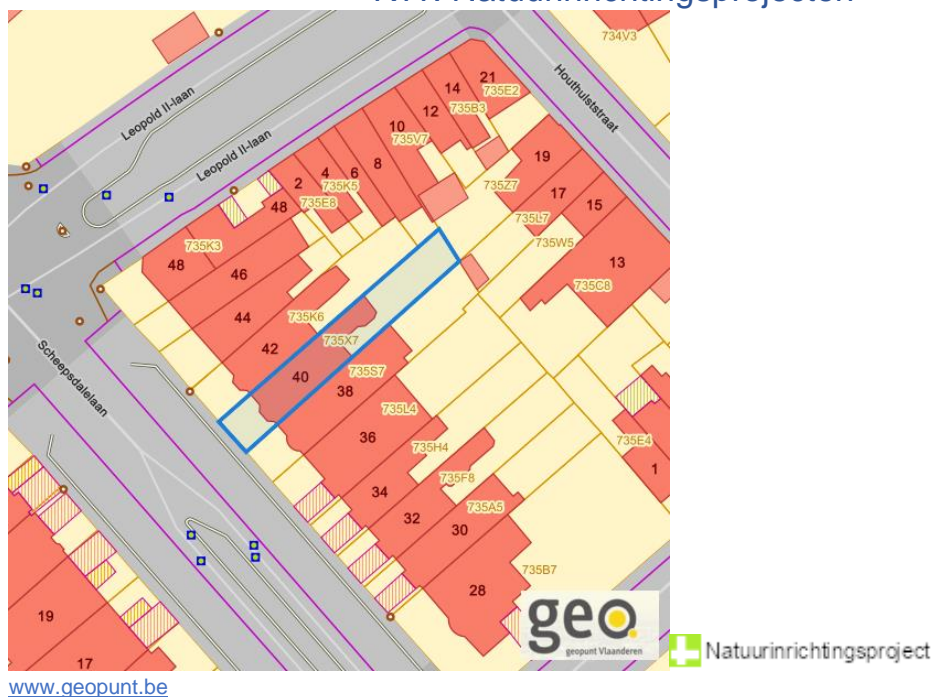 Natuurinrichtingsprojecten
734V3
Leopold II-laan
Houthulststraat
14
21
735E2
12
735B3
10
735V7
Leopold II-laan
8
6
4
735K5
2
735E8
48
19
735Z7
17
15
735L7
735W5
735K3
48
46
13
735C8
44
735K6
42
735X7
40
735S7
38
Scheepsdalelaan
735L4
36
735H4
735E4
1
735F8
34
735A5
32
30
735B7
28
19
17
geo
geopunt Vlaanderen
Natuurinrichtingsproject
www.geopunt.be